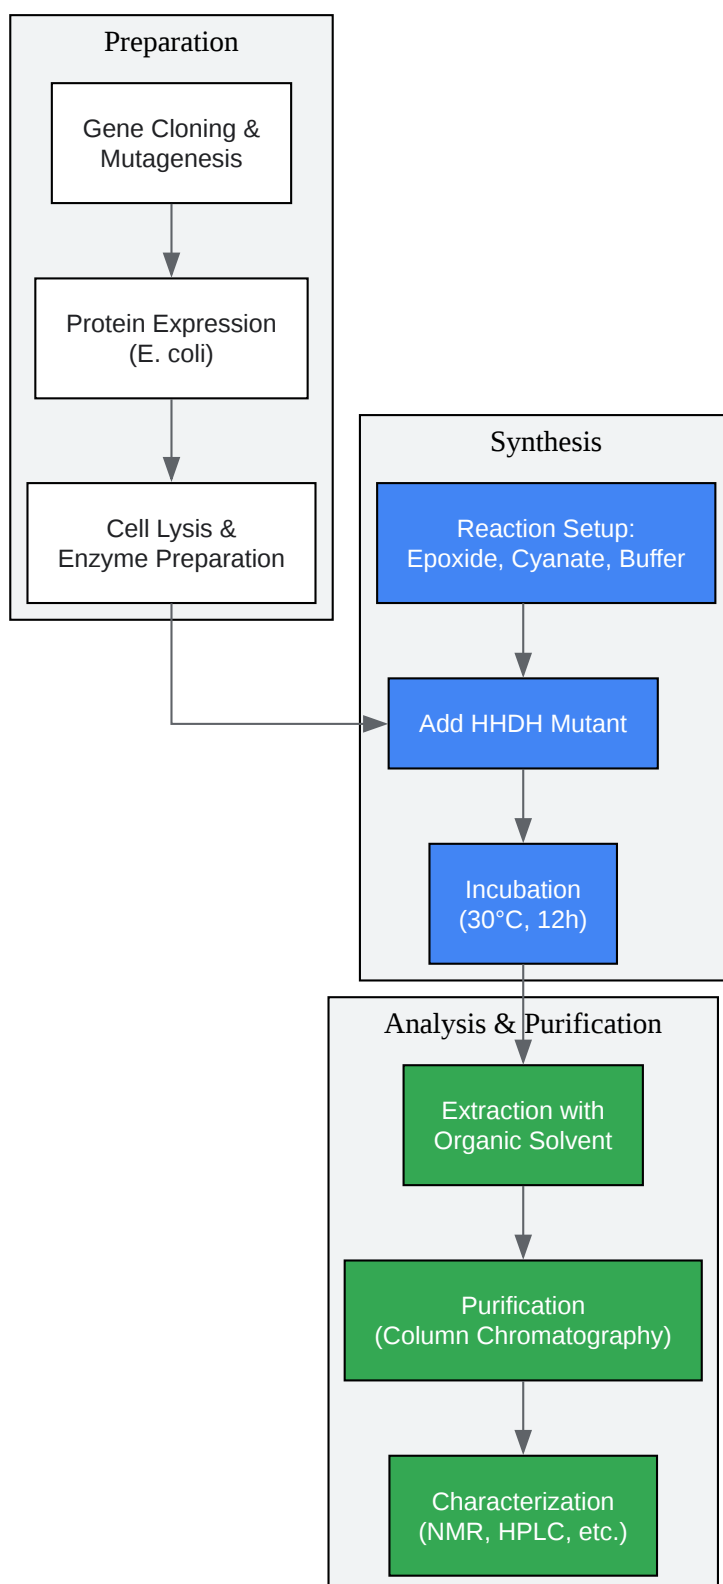 Preparation
Gene Cloning &
Mutagenesis
Protein Expression
(E. coli)
Cell Lysis &
Enzyme Preparation
Synthesis
Reaction Setup:
Epoxide, Cyanate, Buffer
Add HHDH Mutant
Incubation
(30°C, 12h)
Analysis & Purification
Extraction with
Organic Solvent
Purification
(Column Chromatography)
Characterization
(NMR, HPLC, etc.)